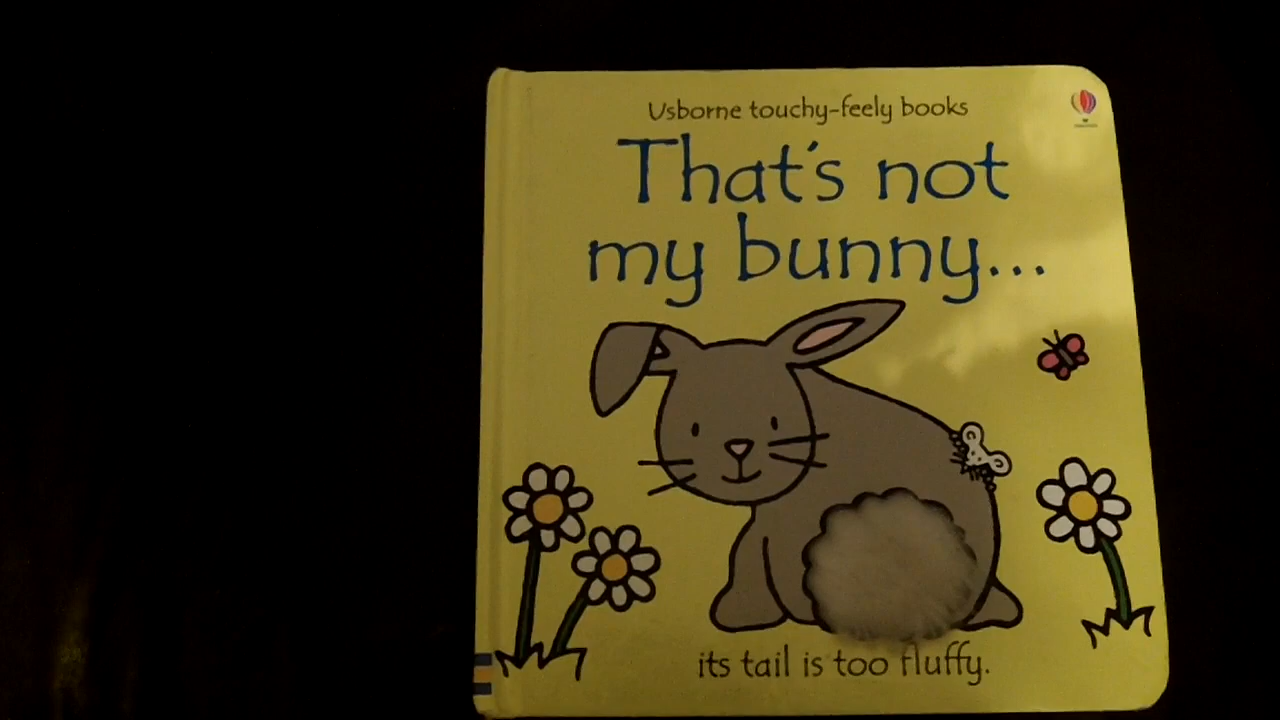 Usborne touchy-feely books
That's not
my bunny...
its tail is too fluffy.